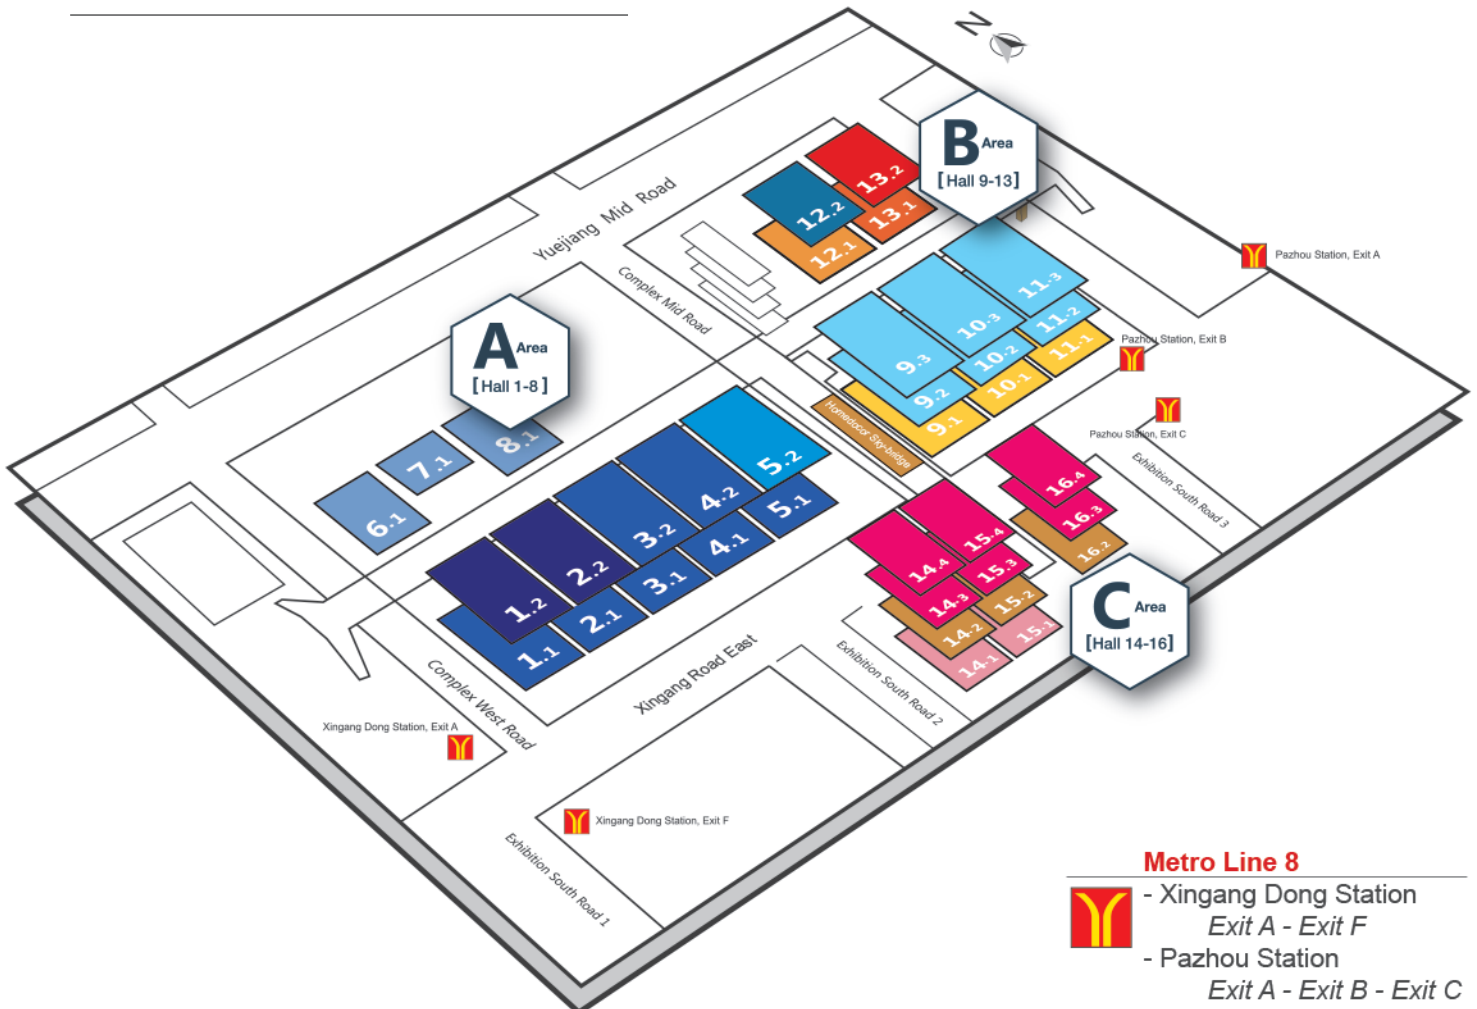 N
B Area
[ Hall 9-13]
13.2
12.2
13.1
12.1
Yuejiang Mid Road
Complex Mid Road
Pazhou Station, Exit A
11.3
10.3
11.2
9.3
10.2
11.1
9.2
10.1
9.1
Pazhou Station, Exit B
Pazhou Station, Exit C
Homedocor Sky-bridge
A Area
[ Hall 1-8 ]
8.1
7.1
6.1
5.2
4.2
5.1
3.2
4.1
2.2
3.1
1.2
2.1
1.1
16.4
16.3
16.2
15.4
14.4
15.3
14.3
15.2
14.2
15.1
14.1
Exhibition South Road 3
C Area
[Hall 14-16]
Exhibition South Road 2
Xingang Road East
Complex West Road
Xingang Dong Station, Exit A
Xingang Dong Station, Exit F
Exhibition South Road 1
Metro Line 8
- Xingang Dong Station
Exit A - Exit F
- Pazhou Station
Exit A - Exit B - Exit C